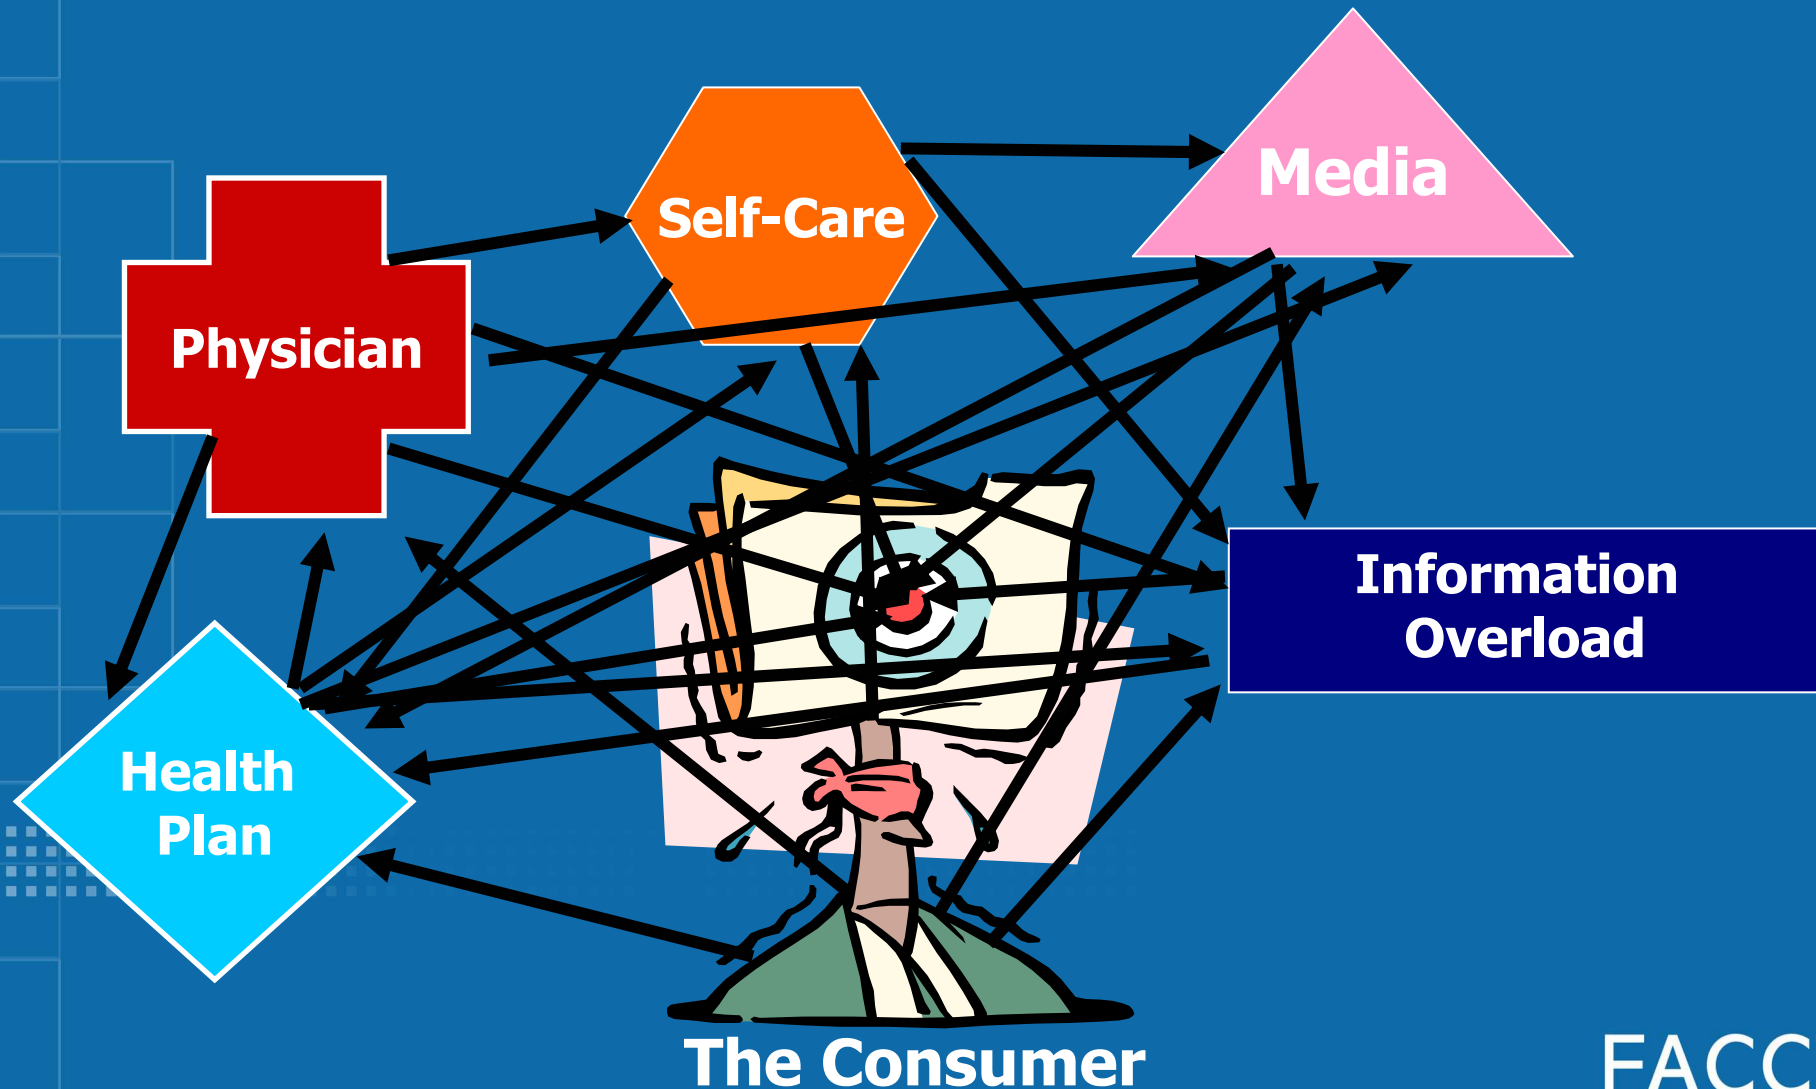 Media
Self-Care
Physician
Information
Overload
Health
Plan
The Consumer
FACC